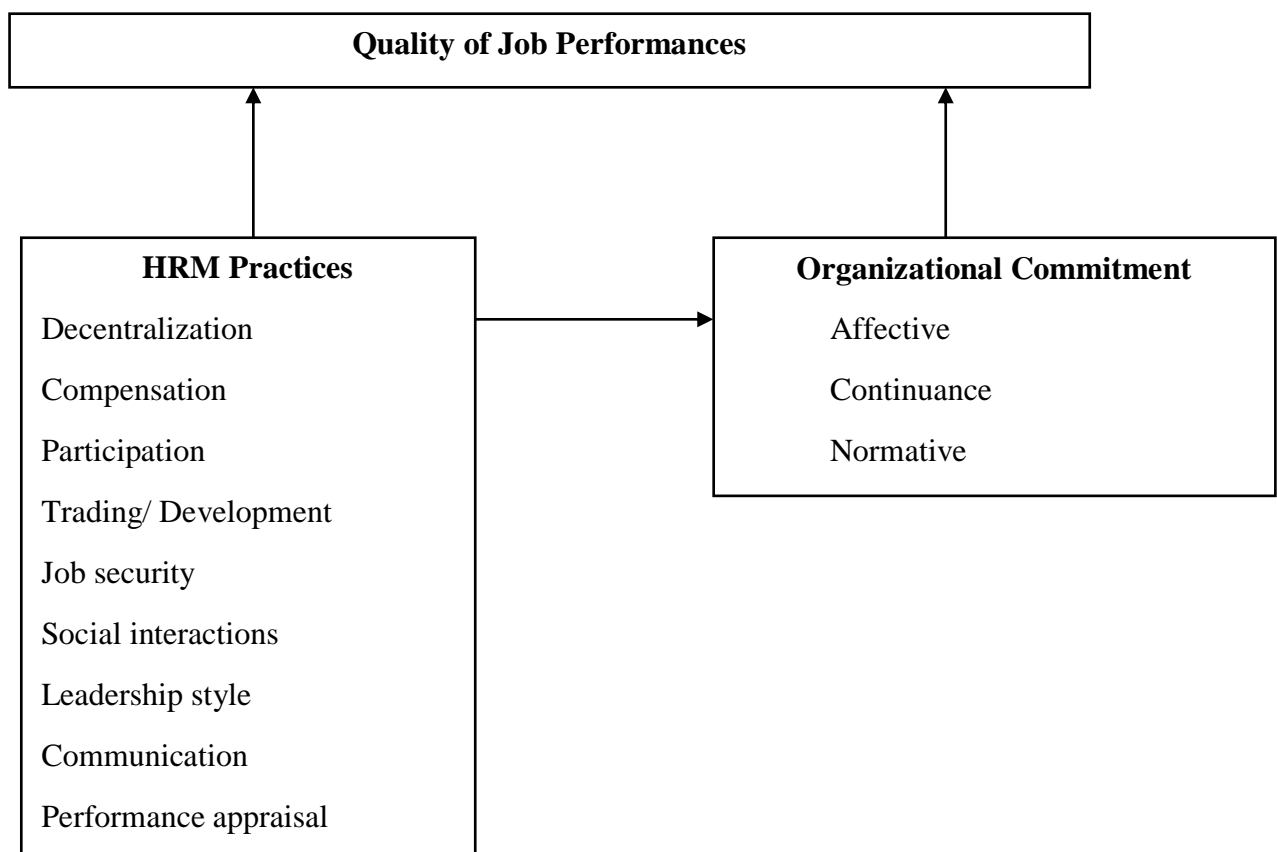 Quality of Job Performances
HRM Practices
Decentralization
Compensation
Participation
Trading/ Development
Job security
Social interactions
Leadership style
Communication
Performance appraisal
Organizational Commitment
Affective
Continuance
Normative